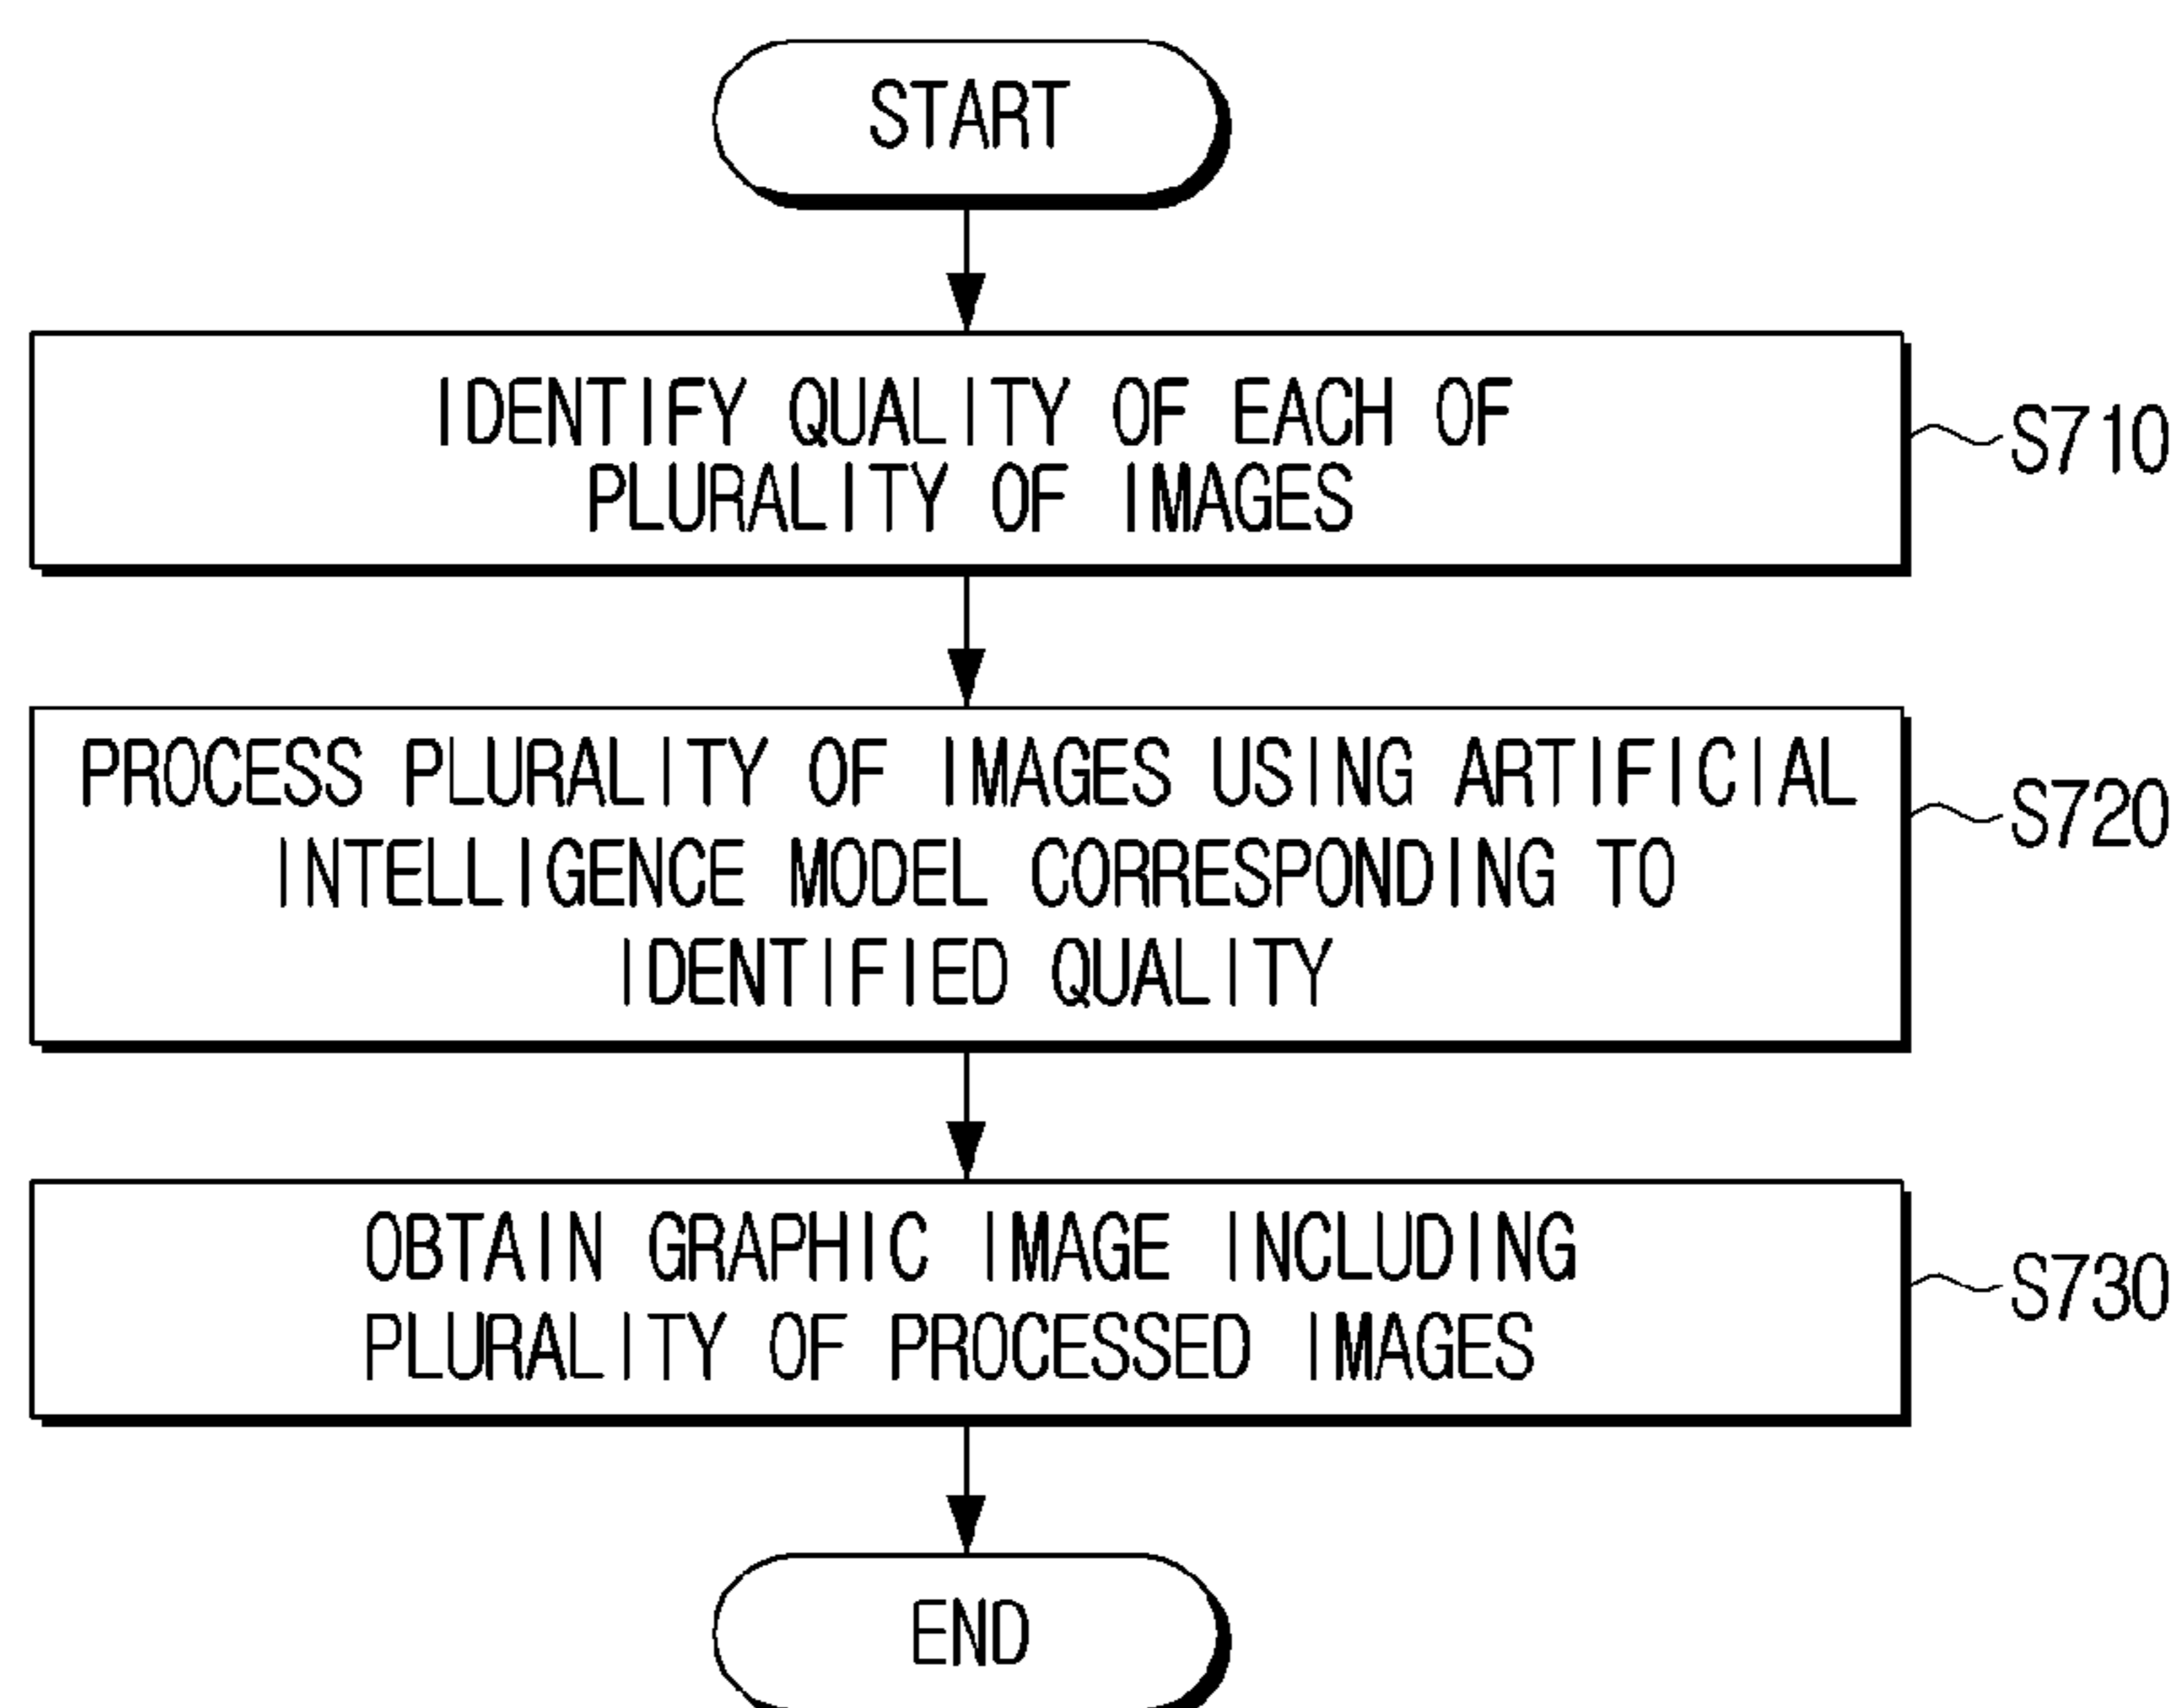 START
IDENTIFY QUALITY OF EACH OF
PLURALITY OF IMAGES
S710
PROCESS PLURALITY OF IMAGES USING ARTIFICIAL
INTELLIGENCE MODEL CORRESPONDING TO
IDENTIFIED QUALITY
S720
OBTAIN GRAPHIC IMAGE INCLUDING
PLURALITY OF PROCESSED IMAGES
S730
END